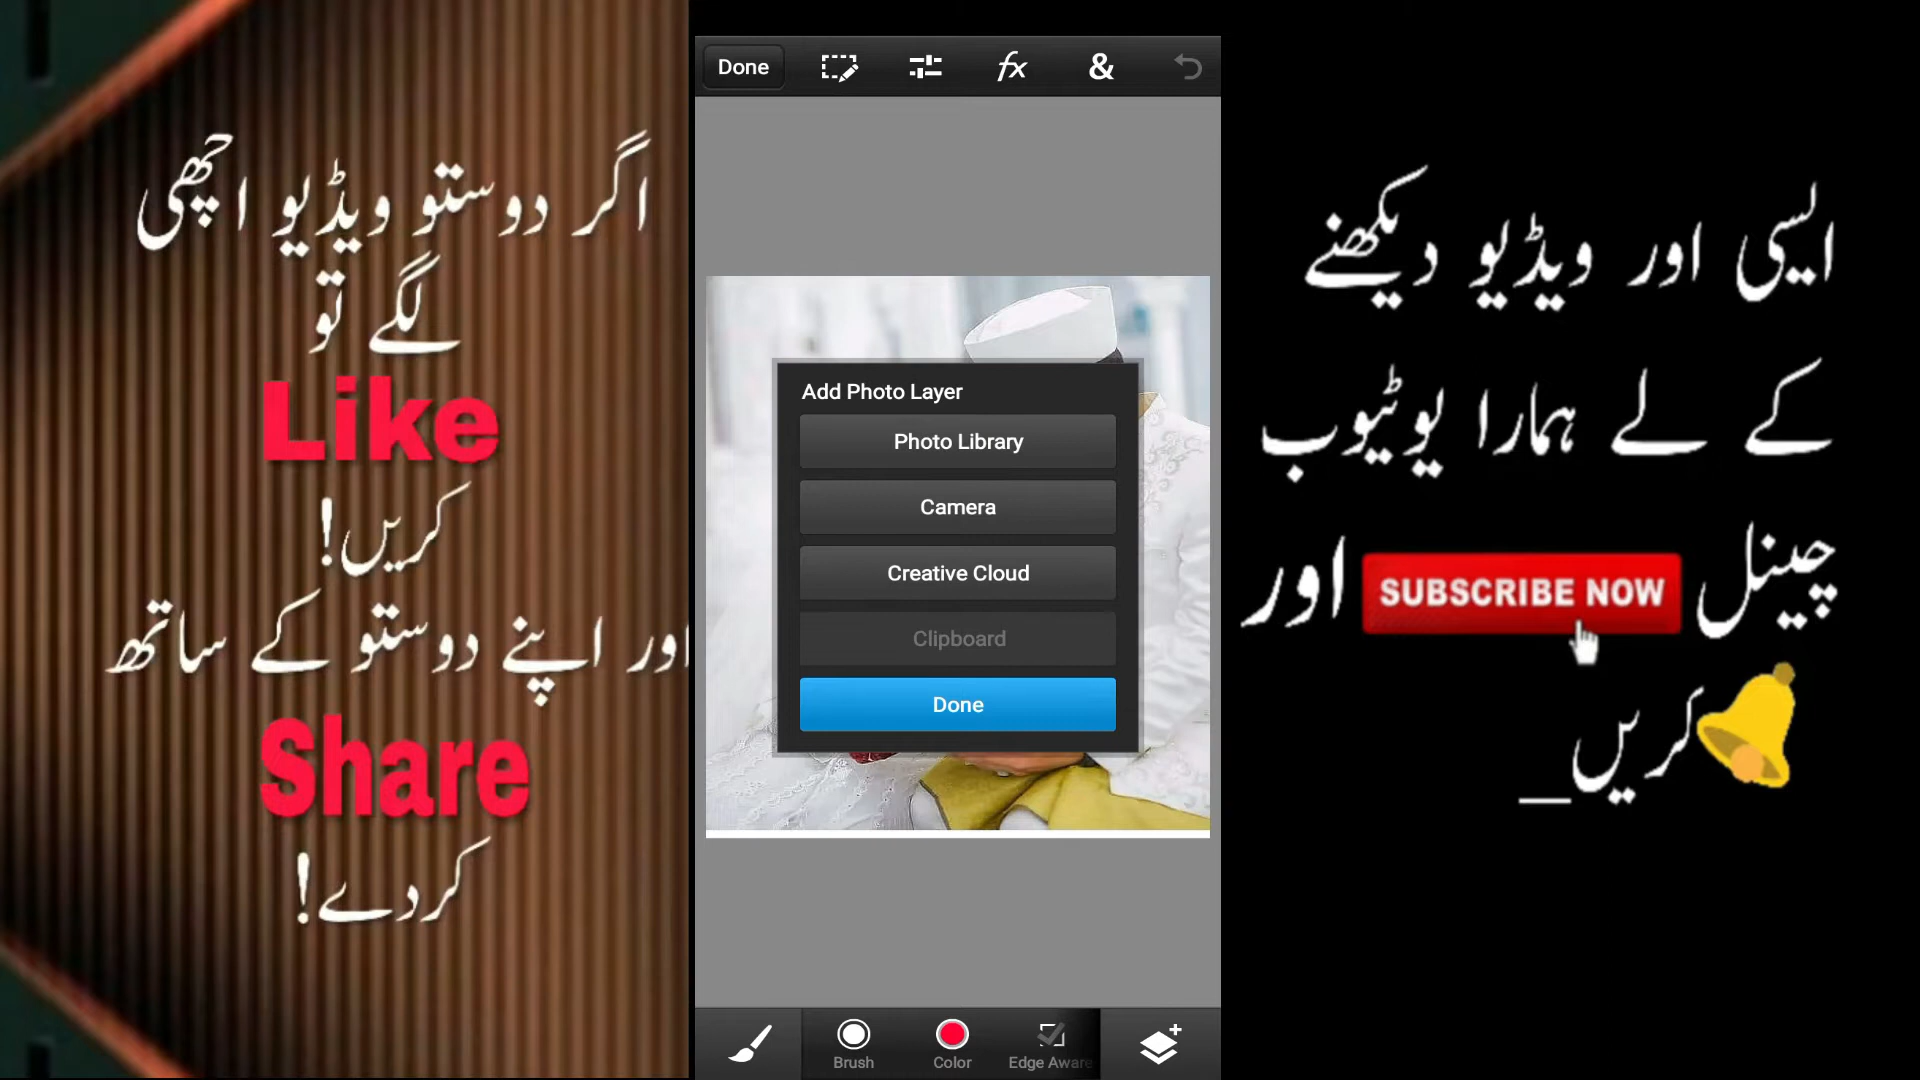 اگر دوستو ویڈیو اچھی
لگے تو
Like
کریں!
اور اپنے دوستو کے ساتھ
Share
کردے!
Done
fx
&
Add Photo Layer
Photo Library
Camera
Creative Cloud
Clipboard
Done
Brush
Color
Edge Aware
ایسی اور ویڈیو دیکھنے
کے لے ہمارا یوٹیوب
چینل SUBSCRIBE NOW اور
کریں_